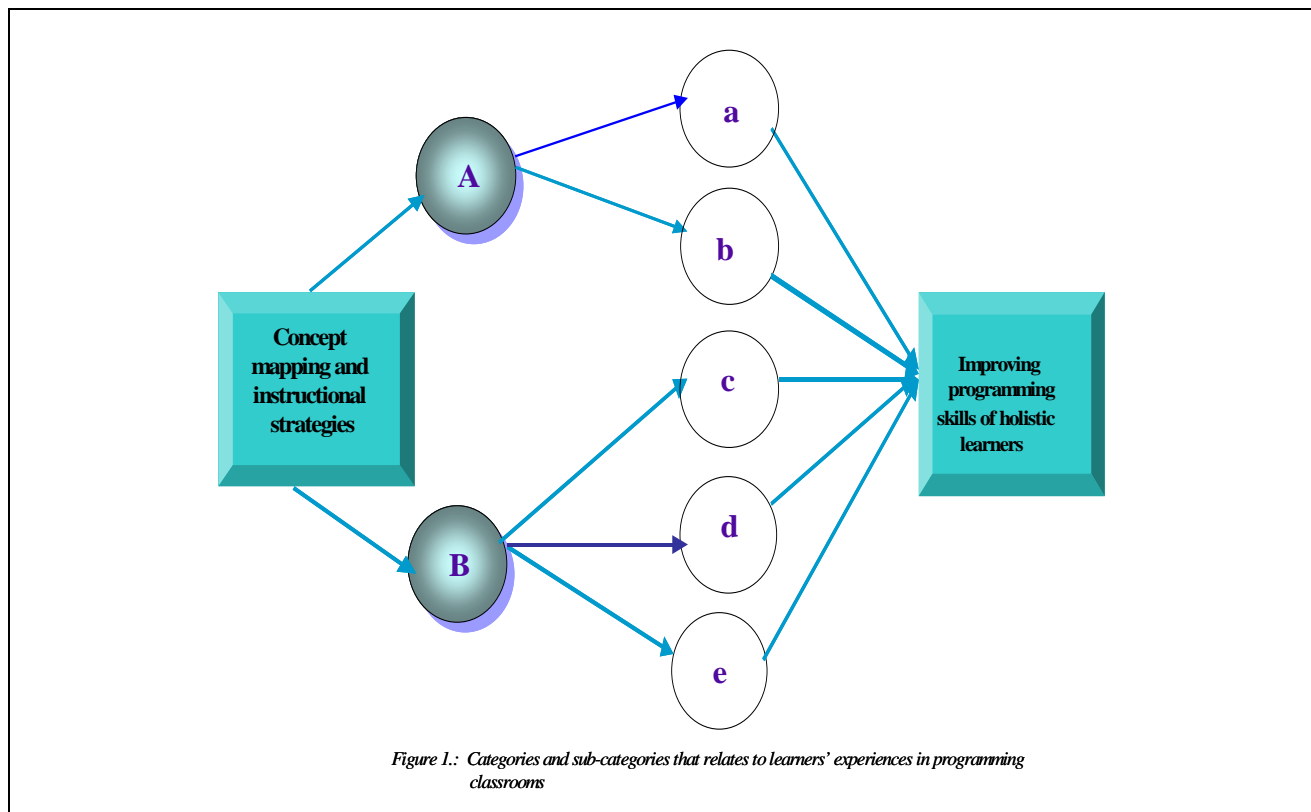 a
A
b
Concept
mapping and
instructional
strategies
c
Improving
programming
skills of holistic
learners
d
B
e
Figure 1.: Categories and sub-categories that relates to learners’ experiences in programming
classrooms